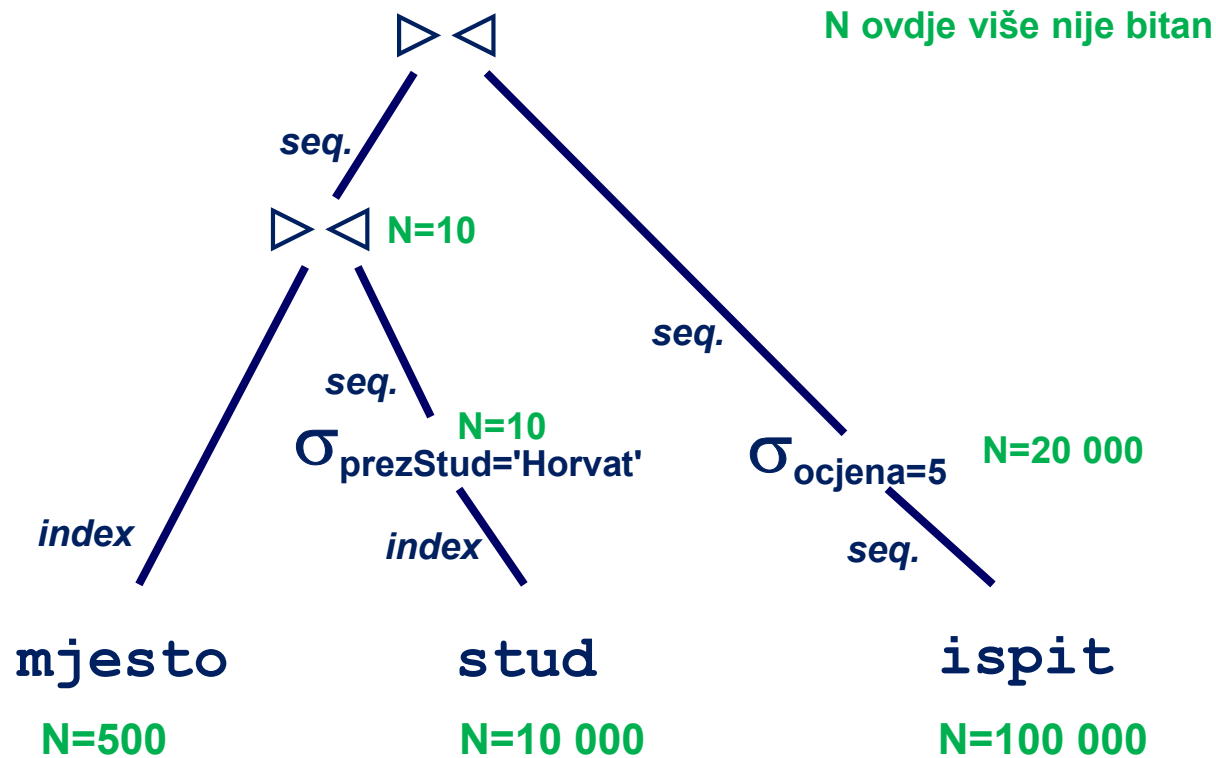 N ovdje više nije bitan
seq.
N=10
seq.
seq.
N=10
σprezStud='Horvat'
σocjena=5
N=20 000
index
index
seq.
mjesto
stud
ispit
N=500
N=10 000
N=100 000